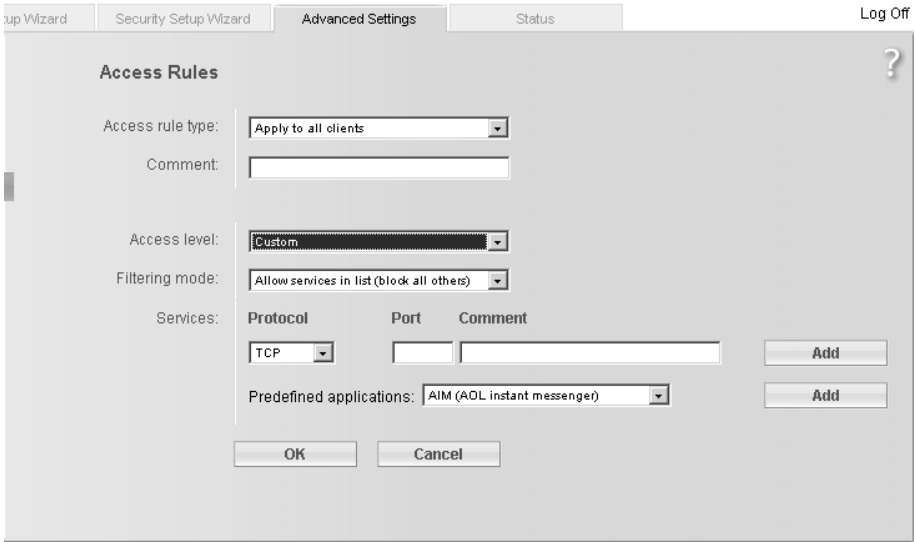 tup Wizard Security Setup Wizard Advanced Settings Status Log Off
Access Rules ?
Access rule type: Apply to all clients
Comment:
Access level: Custom
Filtering mode: Allow services in list (block all others)
Services: Protocol Port Comment
TCP Add
Predefined applications: AIM (AOL instant messenger) Add
OK Cancel